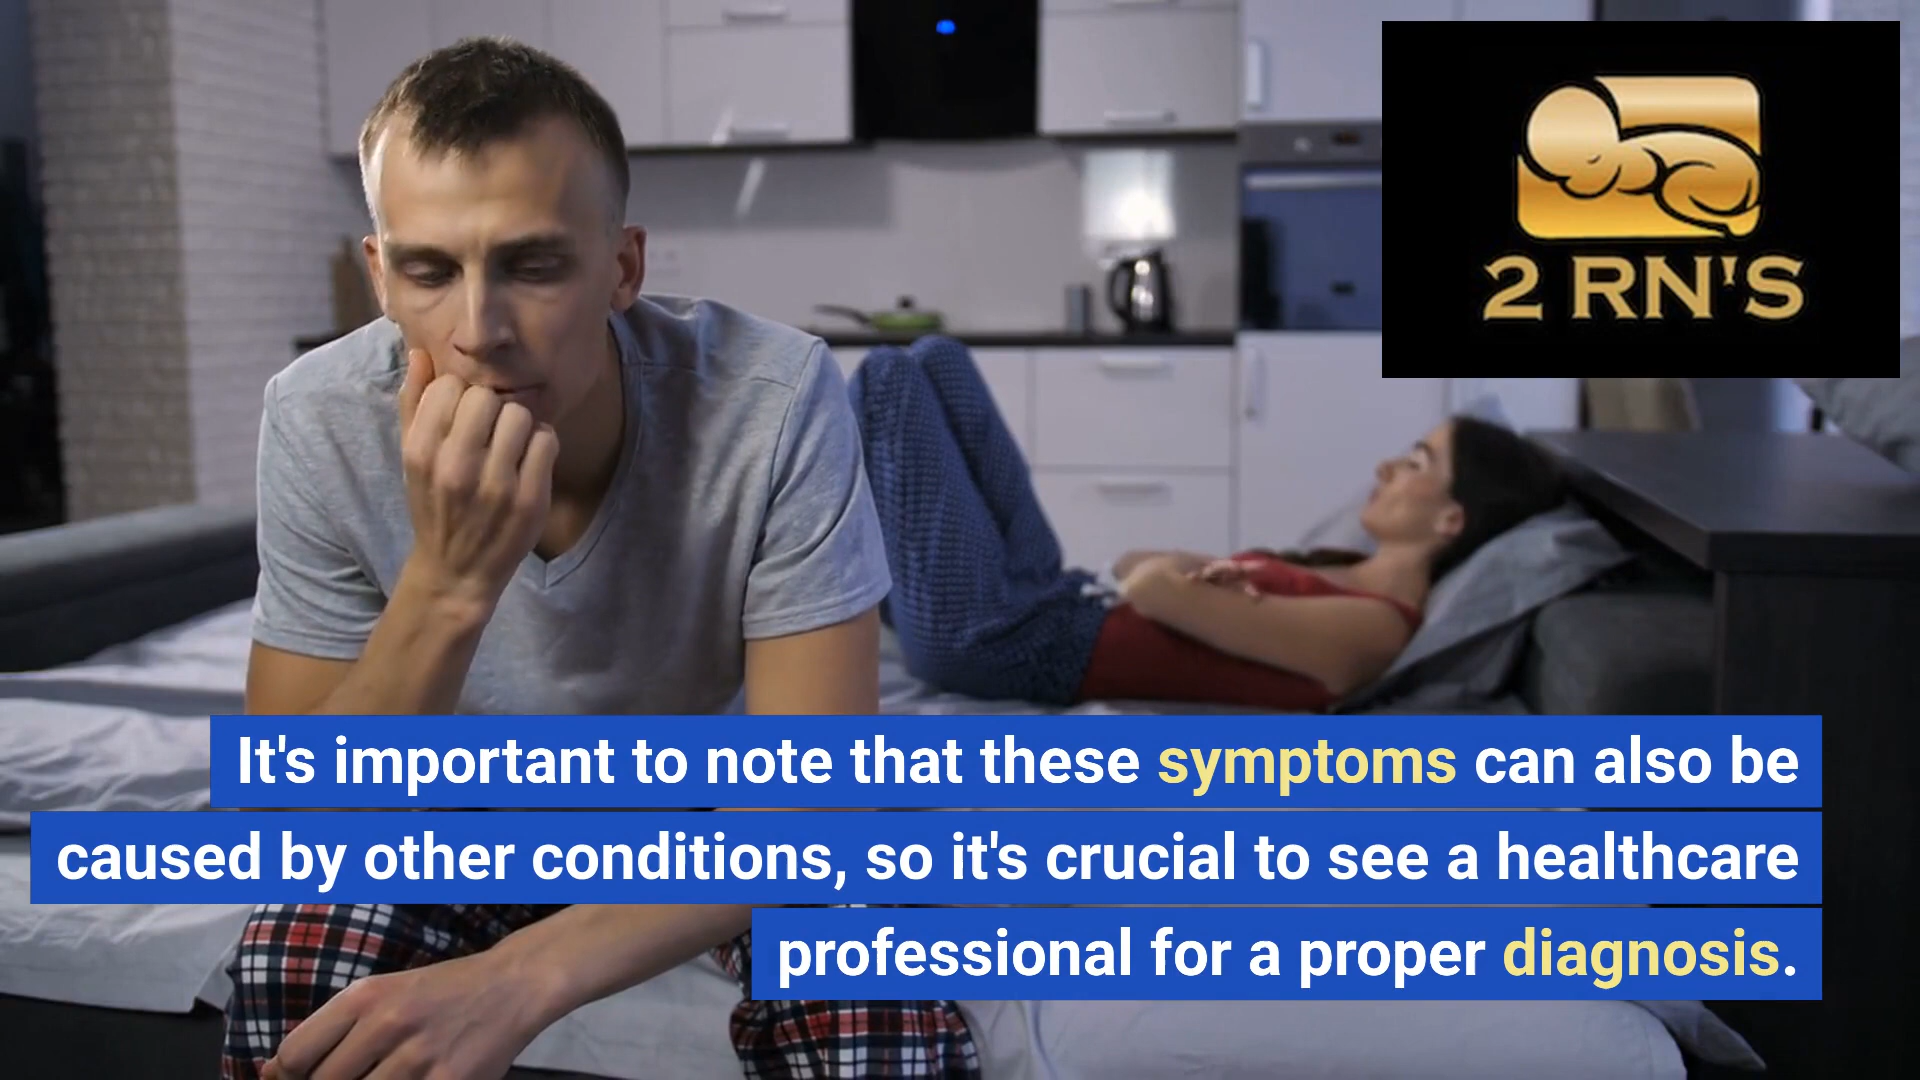 2 RN'S
It's important to note that these symptoms can also be
caused by other conditions, so it's crucial to see a healthcare
professional for a proper diagnosis.